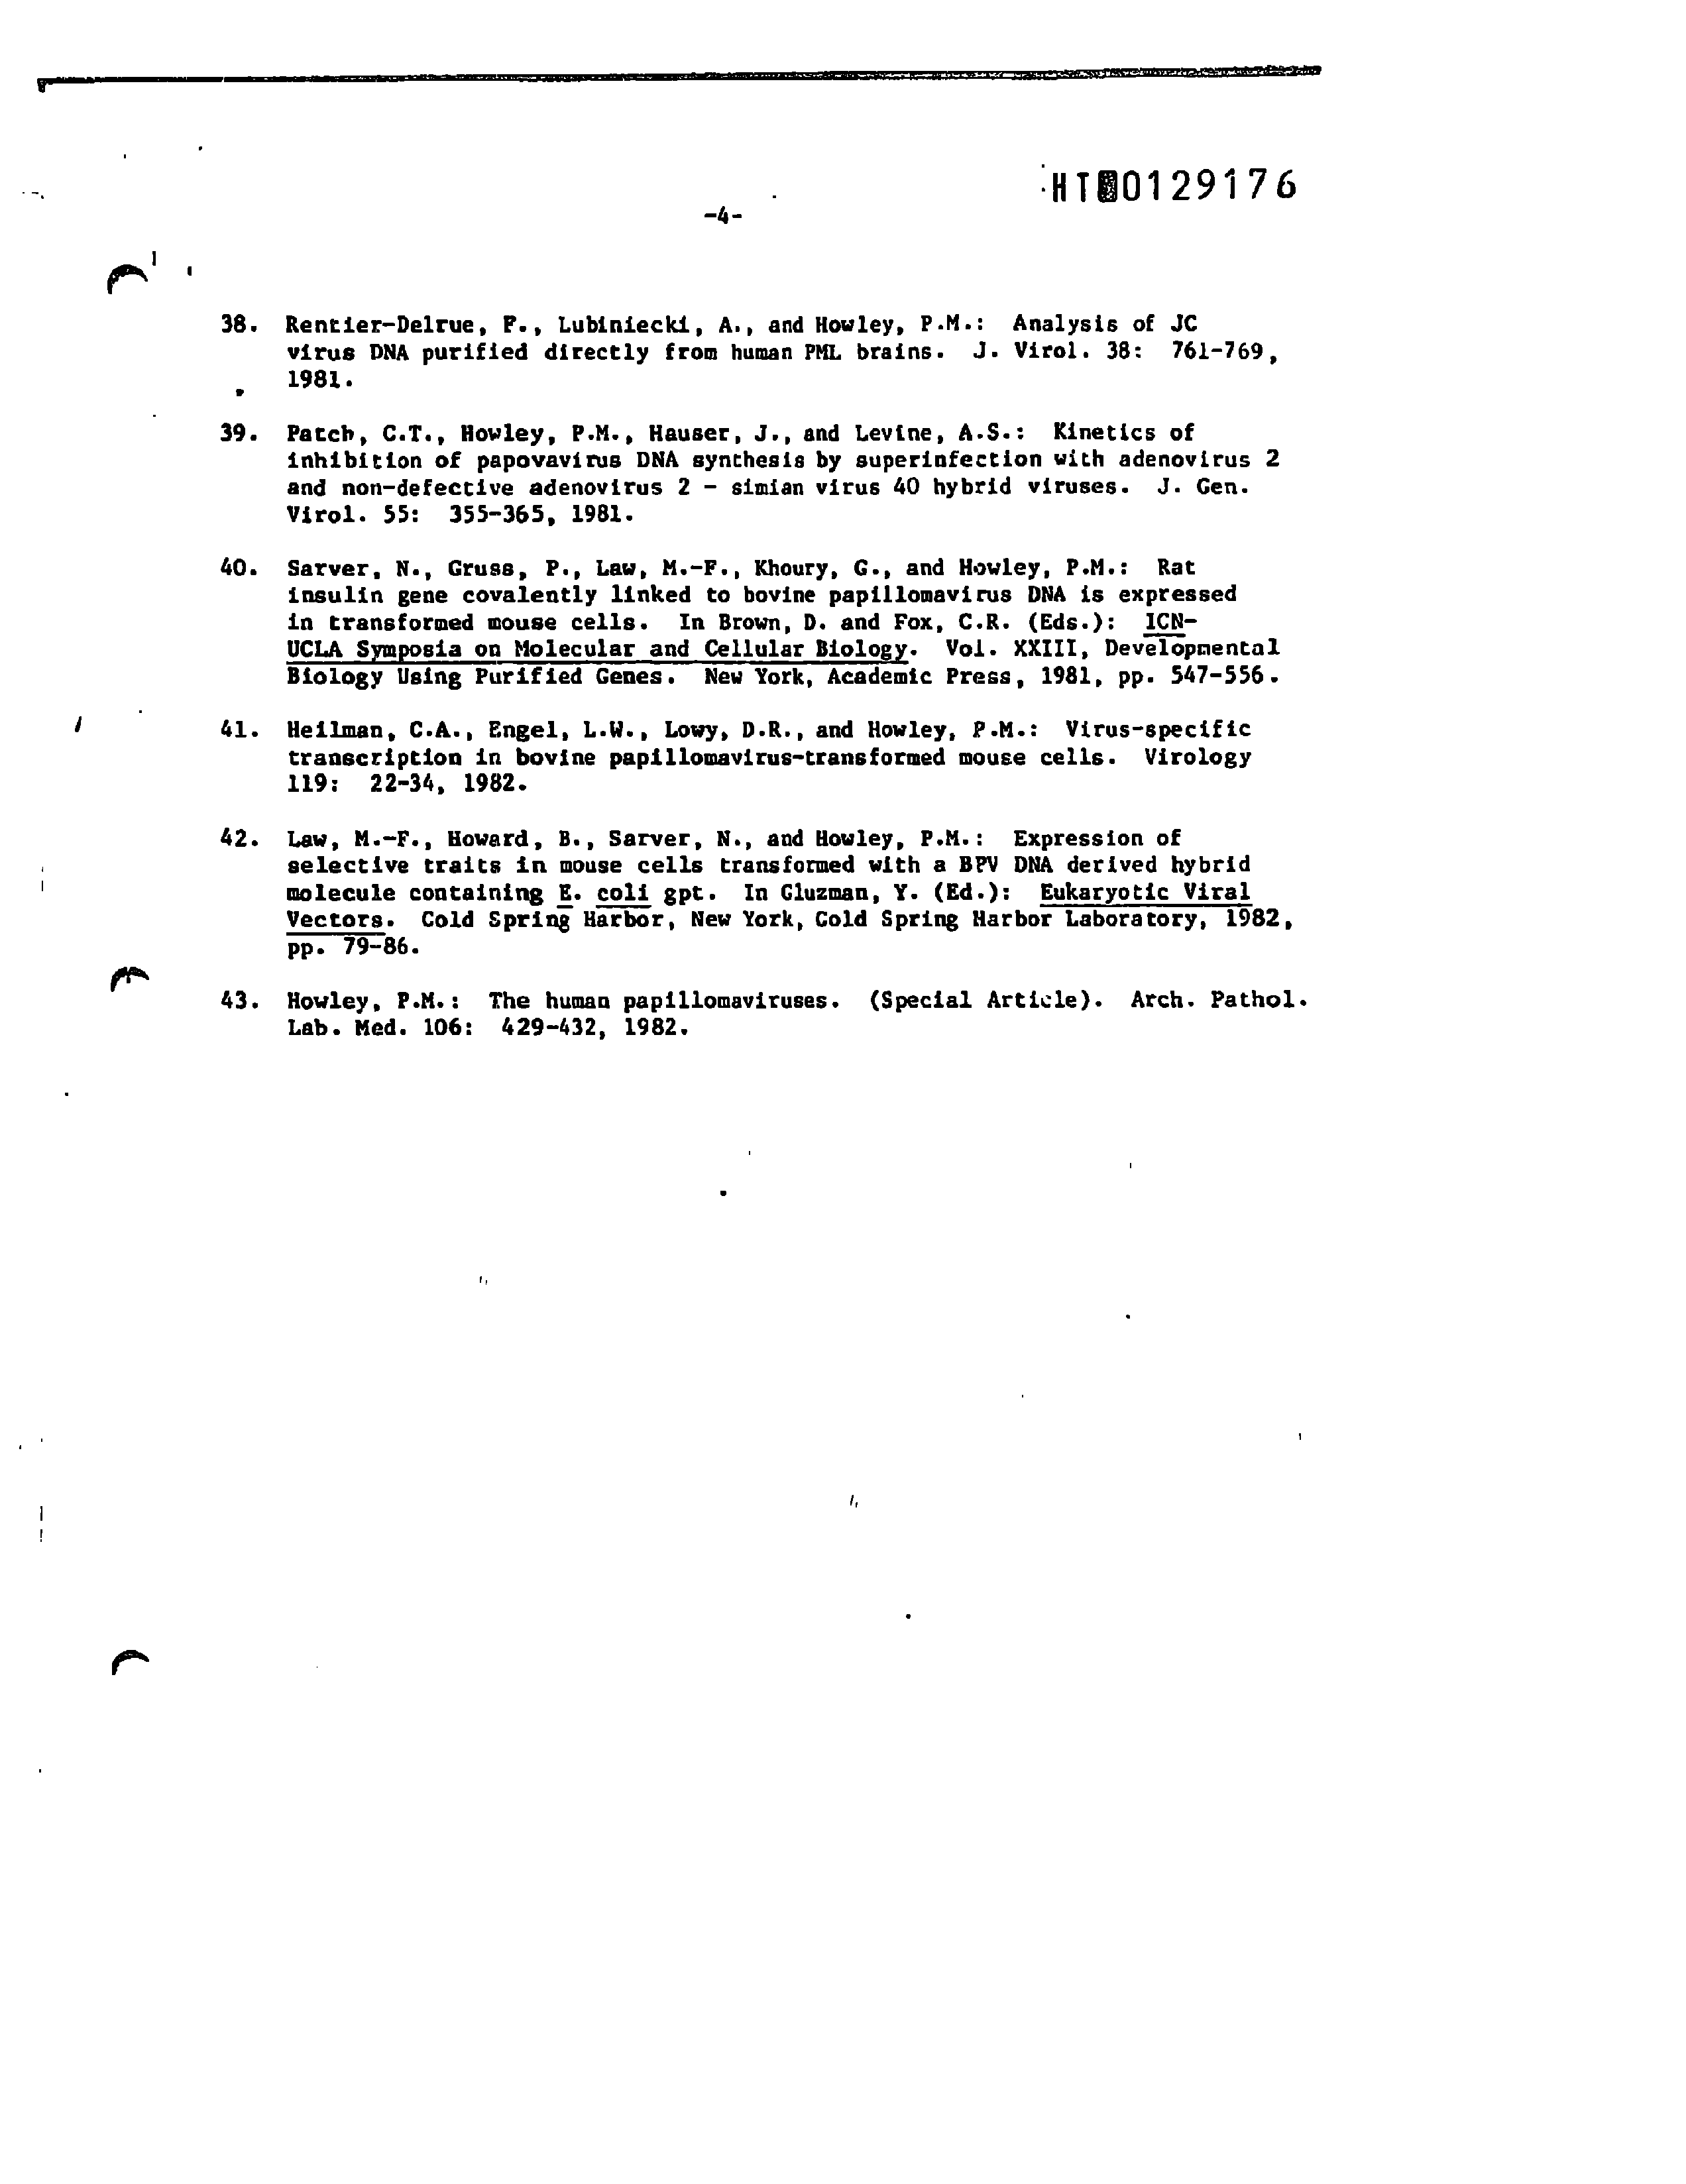 HT 0129176
-4-
38. Rentier-Delrue, F., Lubiniecki, A., and Howley, P.M.: Analysis of JC
virus DNA purified directly from human PML brains. J. Virol. 38: 761-769,
1981.
39. Patch, C.T., Howley, P.M., Hauser, J., and Levine, A.S.: Kinetics of
inhibition of papovavirus DNA synthesis by superinfection with adenovirus 2
and non-defective adenovirus 2 - simian virus 40 hybrid viruses. J. Gen.
Virol. 55: 355-365, 1981.
40. Sarver, N., Gruss, P., Law, M.-F., Khoury, G., and Howley, P.M.: Rat
insulin gene covalently linked to bovine papillomavirus DNA is expressed
in transformed mouse cells. In Brown, D. and Fox, C.R. (Eds.): ICN-
UCLA Symposia on Molecular and Cellular Biology. Vol. XXIII, Developmental
Biology Using Purified Genes. New York, Academic Press, 1981, pp. 547-556.
41. Heilman, C.A., Engel, L.W., Lowy, D.R., and Howley, P.M.: Virus-specific
transcription in bovine papillomavirus-transformed mouse cells. Virology
119: 22-34, 1982.
42. Law, M.-F., Howard, B., Sarver, N., and Howley, P.M.: Expression of
selective traits in mouse cells transformed with a BPV DNA derived hybrid
molecule containing E. coli gpt. In Gluzman, Y. (Ed.): Eukaryotic Viral
Vectors. Cold Spring Harbor, New York, Cold Spring Harbor Laboratory, 1982,
pp. 79-86.
43. Howley, P.M.: The human papillomaviruses. (Special Article). Arch. Pathol.
Lab. Med. 106: 429-432, 1982.